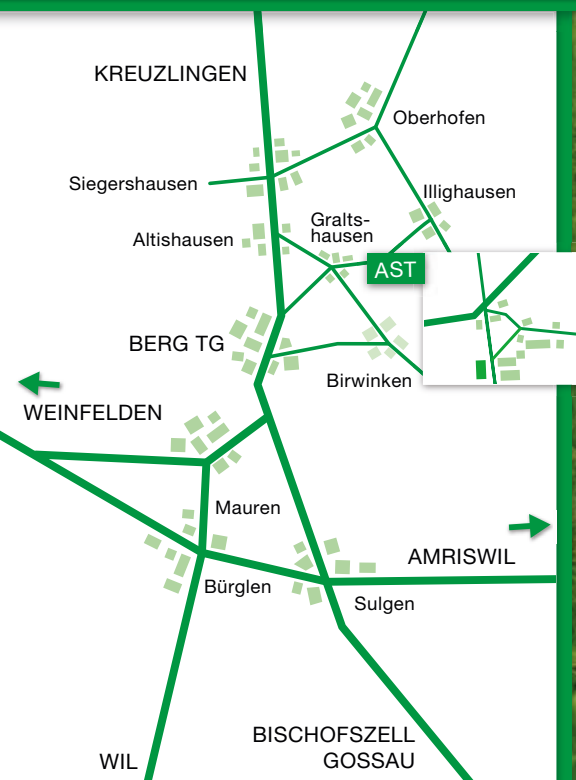 KREUZLINGEN
Oberhofen
Siegershausen
Illighausen
Gralts-
hausen
Altishausen
AST
BERG TG
Birwinken
WEINFELDEN
Mauren
AMRISWIL
Bürglen
Sulgen
BISCHOFSZELL
GOSSAU
WIL